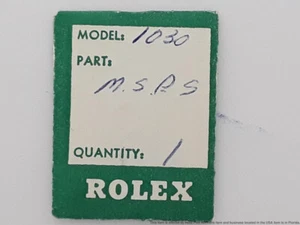 MODEL: 1030
PART:
M.S.P.S
QUANTITY: 1
ROLEX